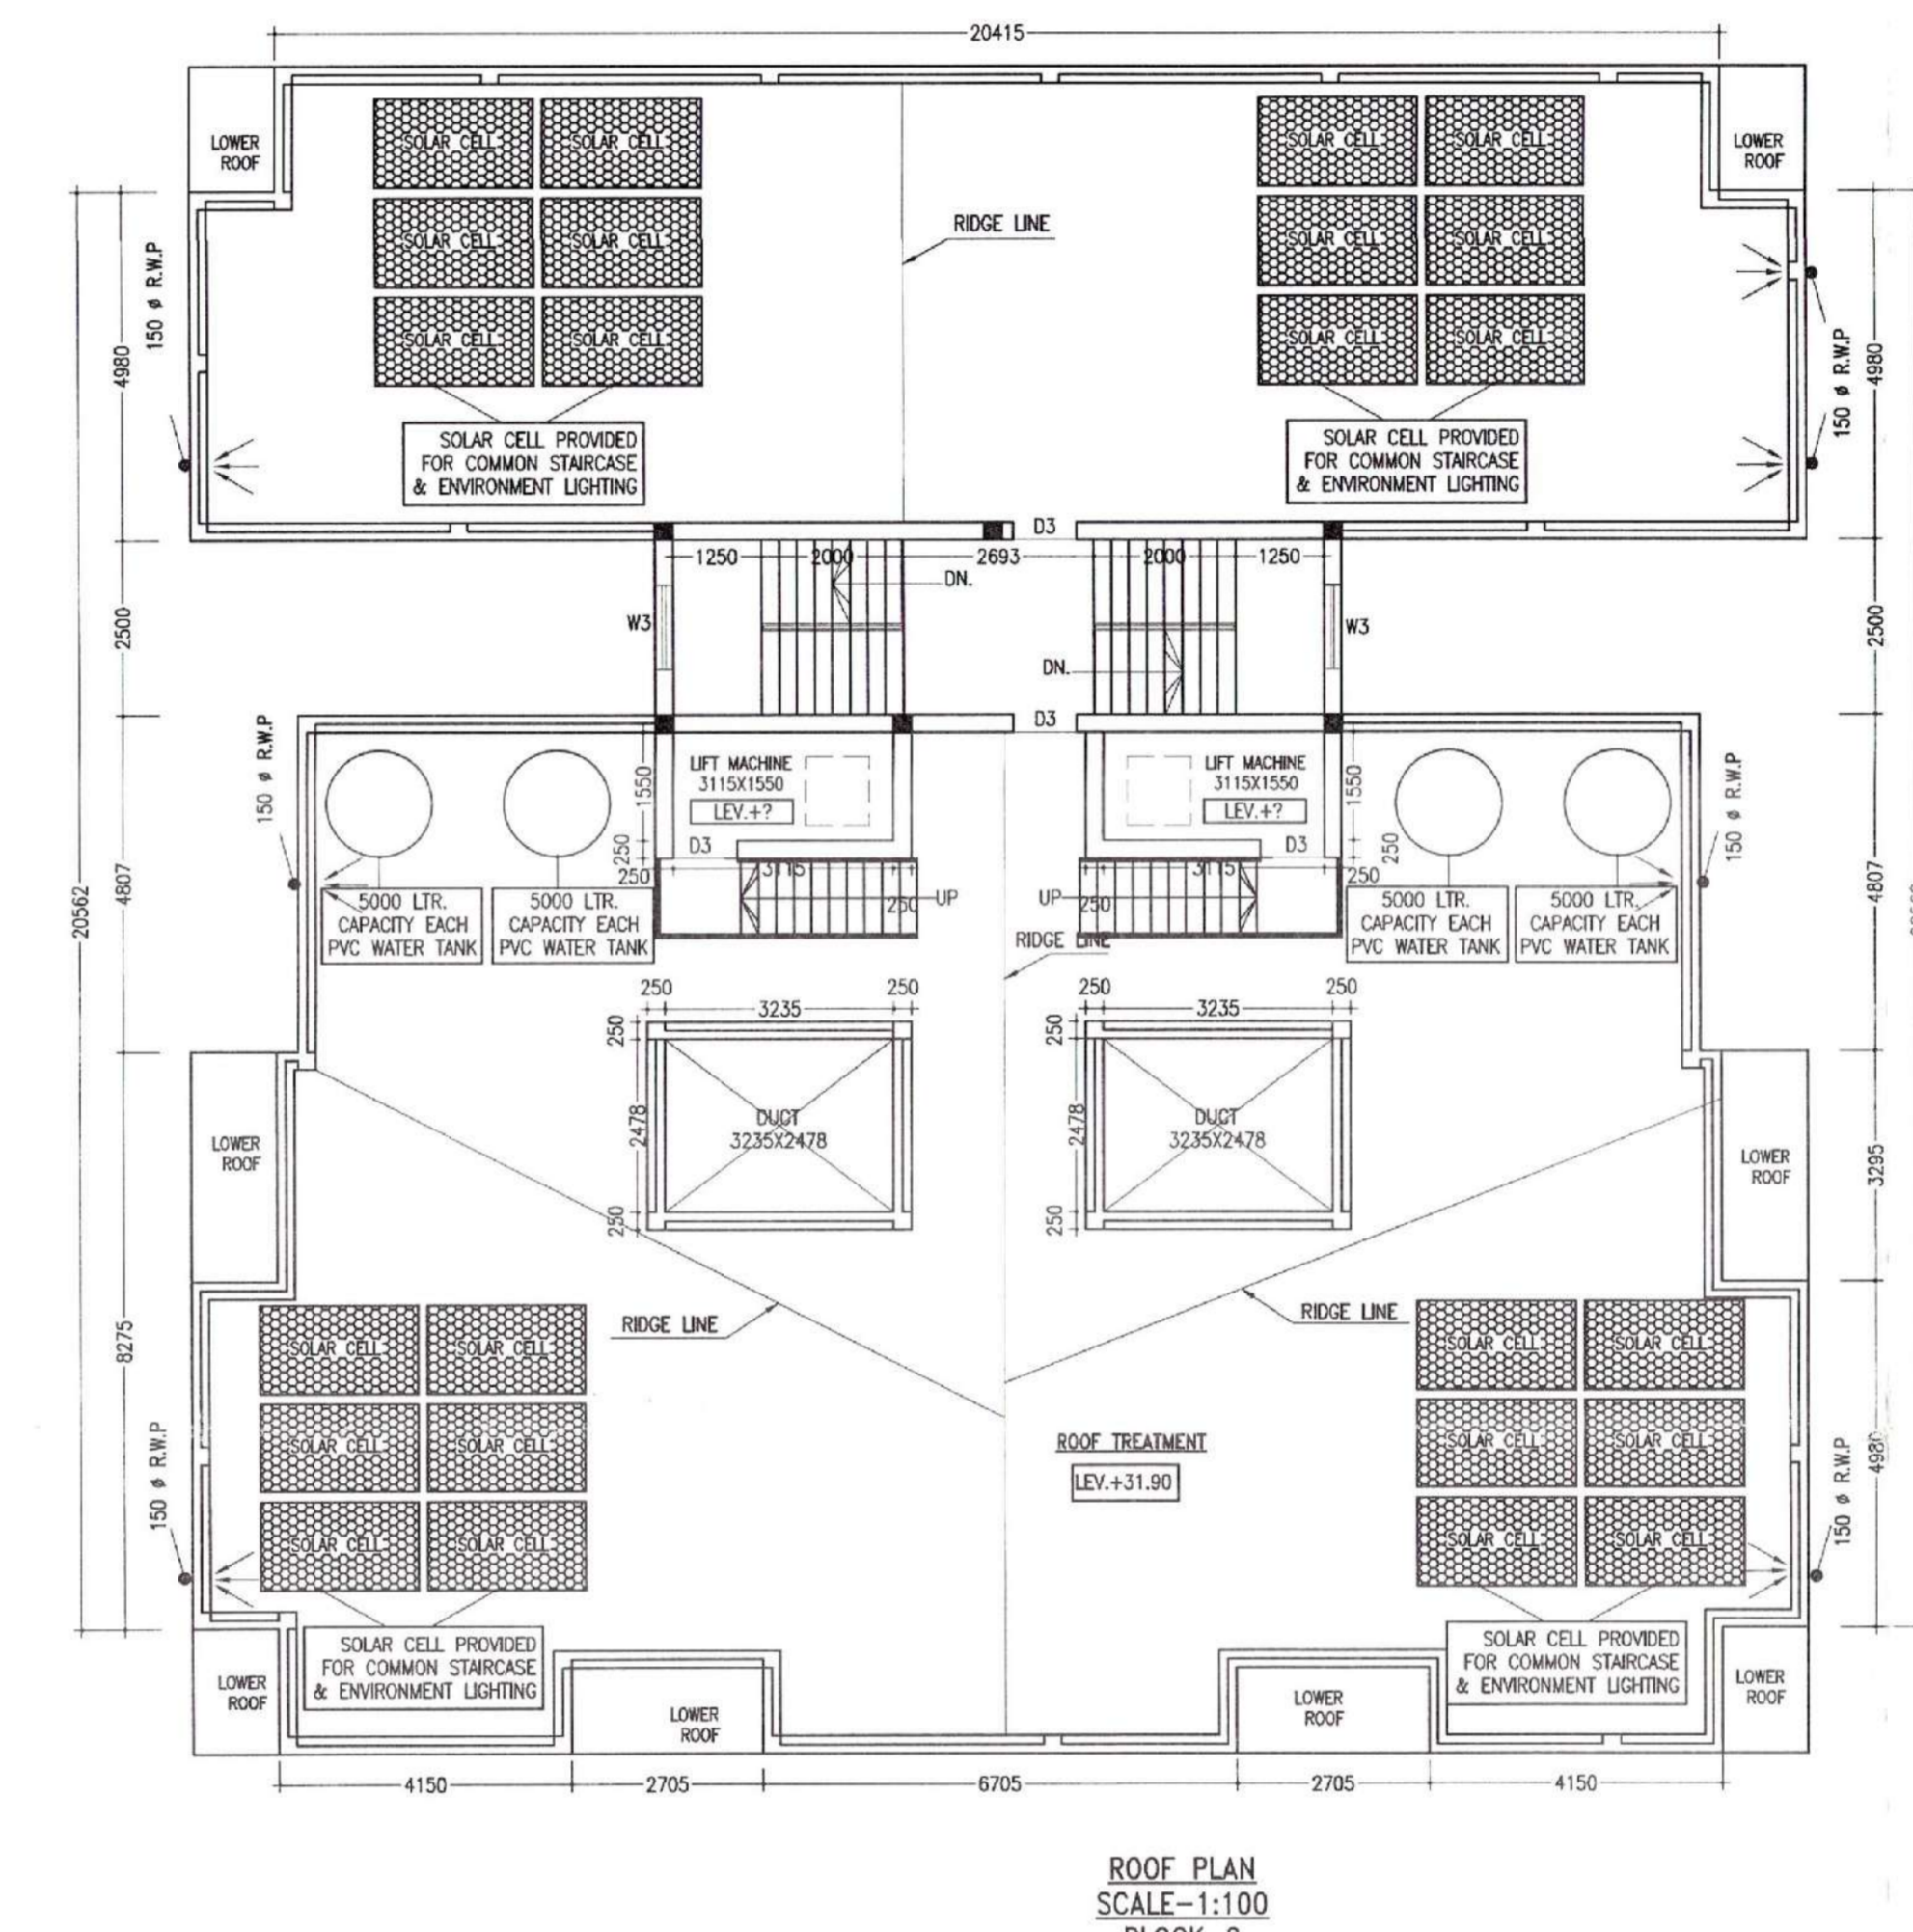 20415
LOWER
ROOF
SOLAR CELL
SOLAR CELL
SOLAR CELL
SOLAR CELL
LOWER
ROOF
RIDGE LINE
SOLAR CELL
SOLAR CELL
SOLAR CELL
SOLAR CELL
150 ø R.W.P
4980
SOLAR CELL
SOLAR CELL
SOLAR CELL
SOLAR CELL
150 ø R.W.P
4980
SOLAR CELL PROVIDED
FOR COMMON STAIRCASE
& ENVIRONMENT LIGHTING
SOLAR CELL PROVIDED
FOR COMMON STAIRCASE
& ENVIRONMENT LIGHTING
D3
1250
2000
2693
2000
1250
DN.
2500
W3
W3
2500
DN.
D3
150 ø R.W.P
LIFT MACHINE
3115X1550
LEV.+?
1550
LIFT MACHINE
3115X1550
LEV.+?
1550
150 ø R.W.P
D3
D3
250
250
250
3115
250
UP
UP
250
3115
250
20562
4807
4807
5000 LTR.
CAPACITY EACH
PVC WATER TANK
5000 LTR.
CAPACITY EACH
PVC WATER TANK
5000 LTR.
CAPACITY EACH
PVC WATER TANK
5000 LTR.
CAPACITY EACH
PVC WATER TANK
RIDGE LINE
250
3235
250
250
3235
250
250
250
2478
DUCT
3235X2478
2478
DUCT
3235X2478
LOWER
ROOF
LOWER
ROOF
3295
250
250
8275
RIDGE LINE
RIDGE LINE
SOLAR CELL
SOLAR CELL
SOLAR CELL
SOLAR CELL
SOLAR CELL
SOLAR CELL
ROOF TREATMENT
LEV.+31.90
SOLAR CELL
SOLAR CELL
4980
150 ø R.W.P
150 ø R.W.P
SOLAR CELL
SOLAR CELL
SOLAR CELL
SOLAR CELL
SOLAR CELL PROVIDED
FOR COMMON STAIRCASE
& ENVIRONMENT LIGHTING
SOLAR CELL PROVIDED
FOR COMMON STAIRCASE
& ENVIRONMENT LIGHTING
LOWER
ROOF
LOWER
ROOF
LOWER
ROOF
LOWER
ROOF
4150
2705
6705
2705
4150
ROOF PLAN
SCALE-1:100